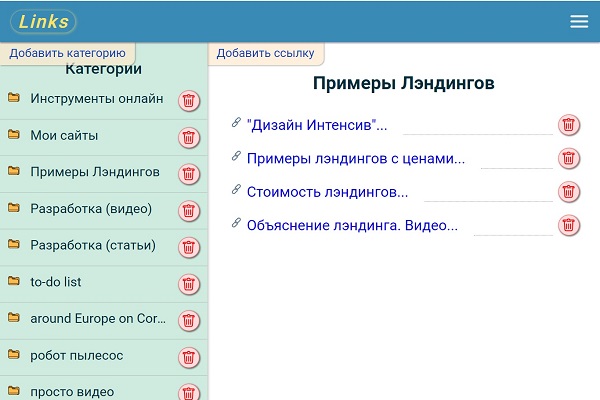 Links
Добавить категорию
Категории
Инструменты онлайн
Мои сайты
Примеры Лэндингов
Разработка (видео)
Разработка (статьи)
to-do list
around Europe on Cor...
робот пылесос
просто видео
Добавить ссылку
Примеры Лэндингов
"Дизайн Интенсив"...
Примеры лэндингов с ценами...
Стоимость лэндингов...
Объяснение лэндинга. Видео...